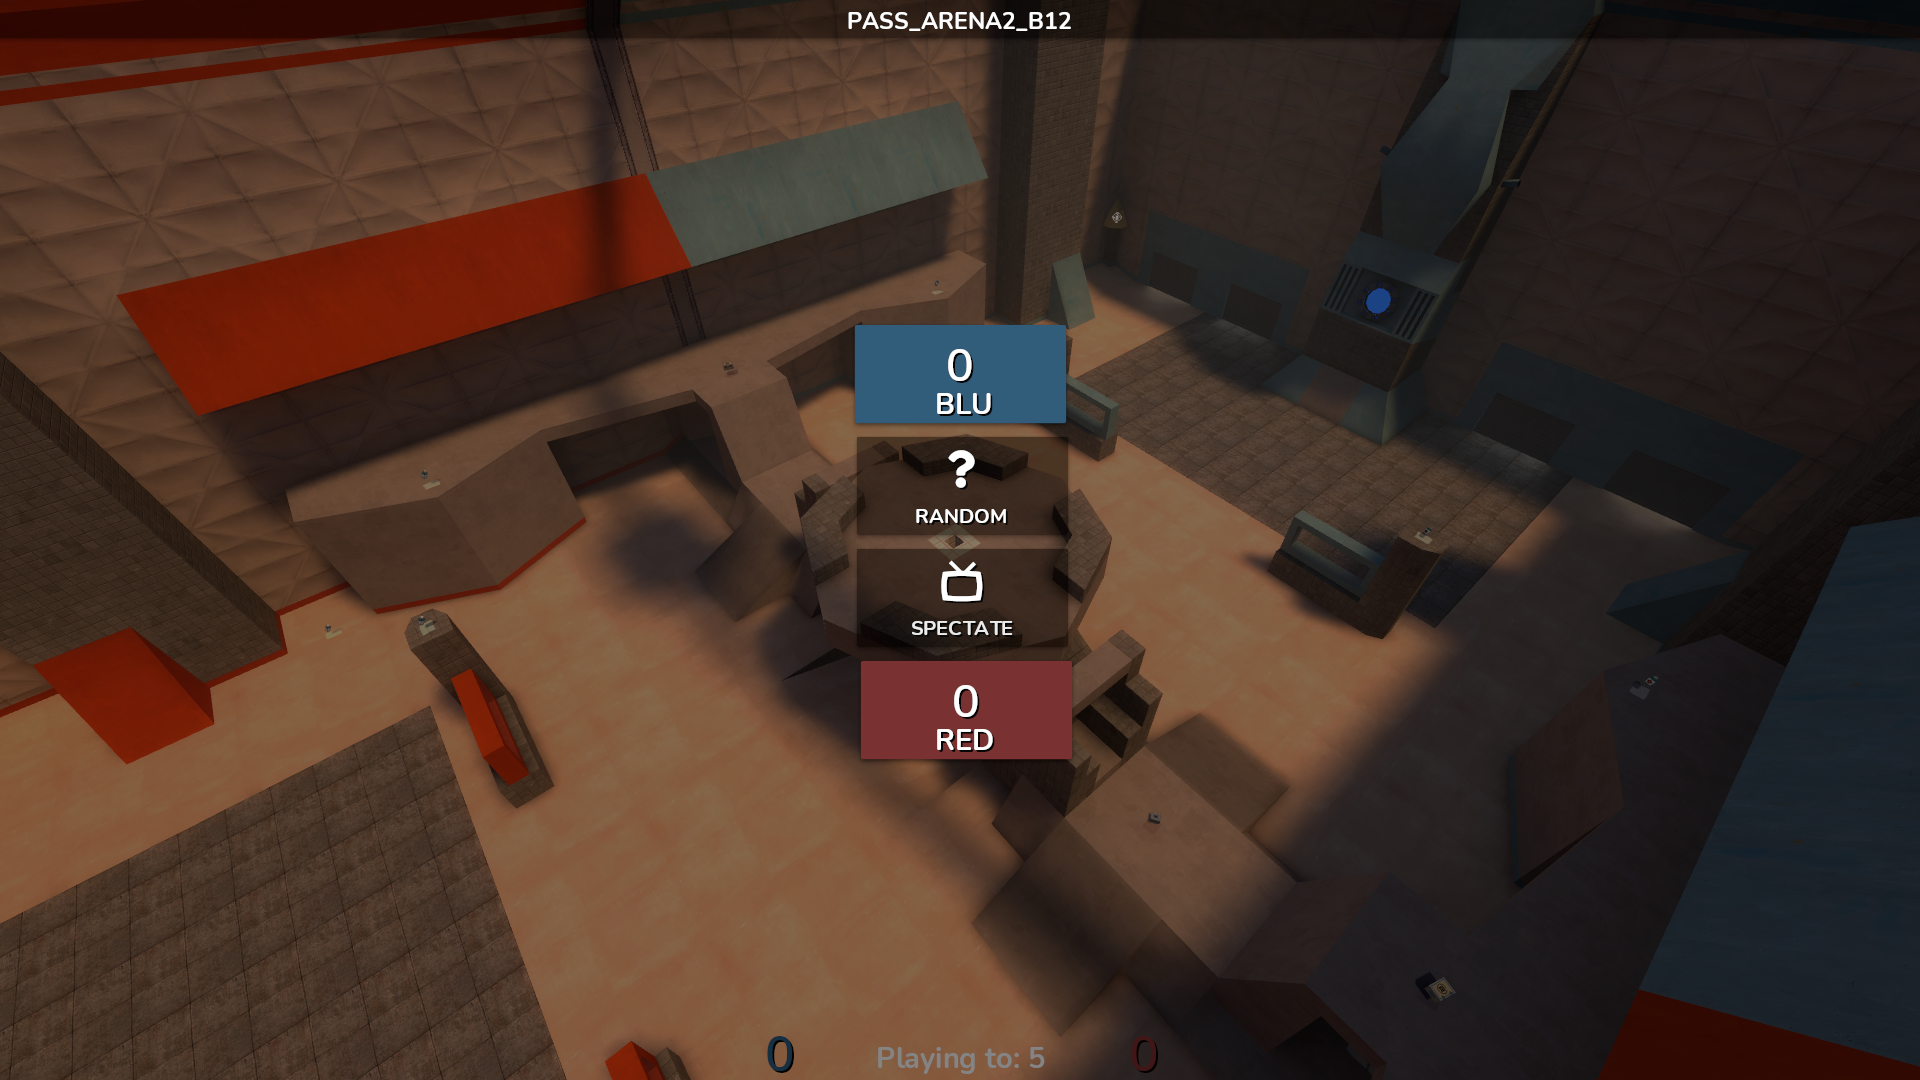 PASS_ARENA2_B12
0
BLU
?
RANDOM
SPECTATE
0
RED
0 Playing to: 5 0